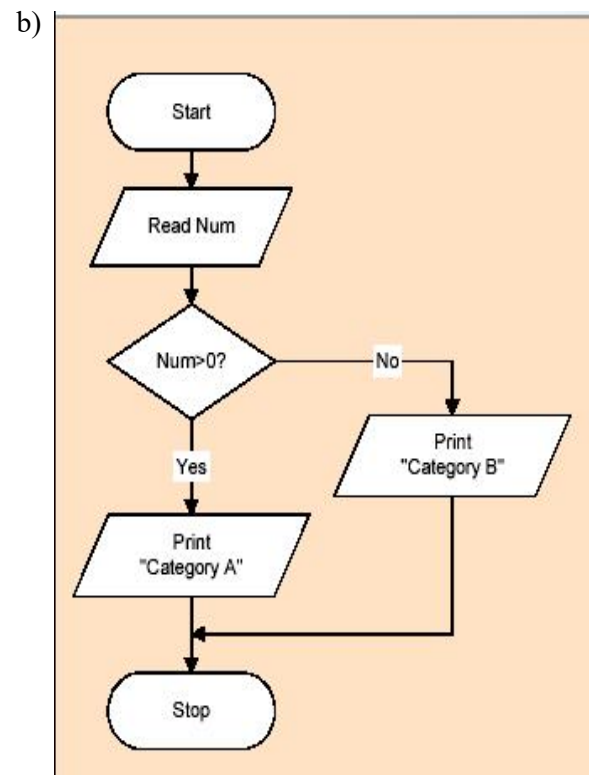 b)
Start
Read Num
Num>0?
No
Print
"Category B"
Yes
Print
"Category A"
Stop